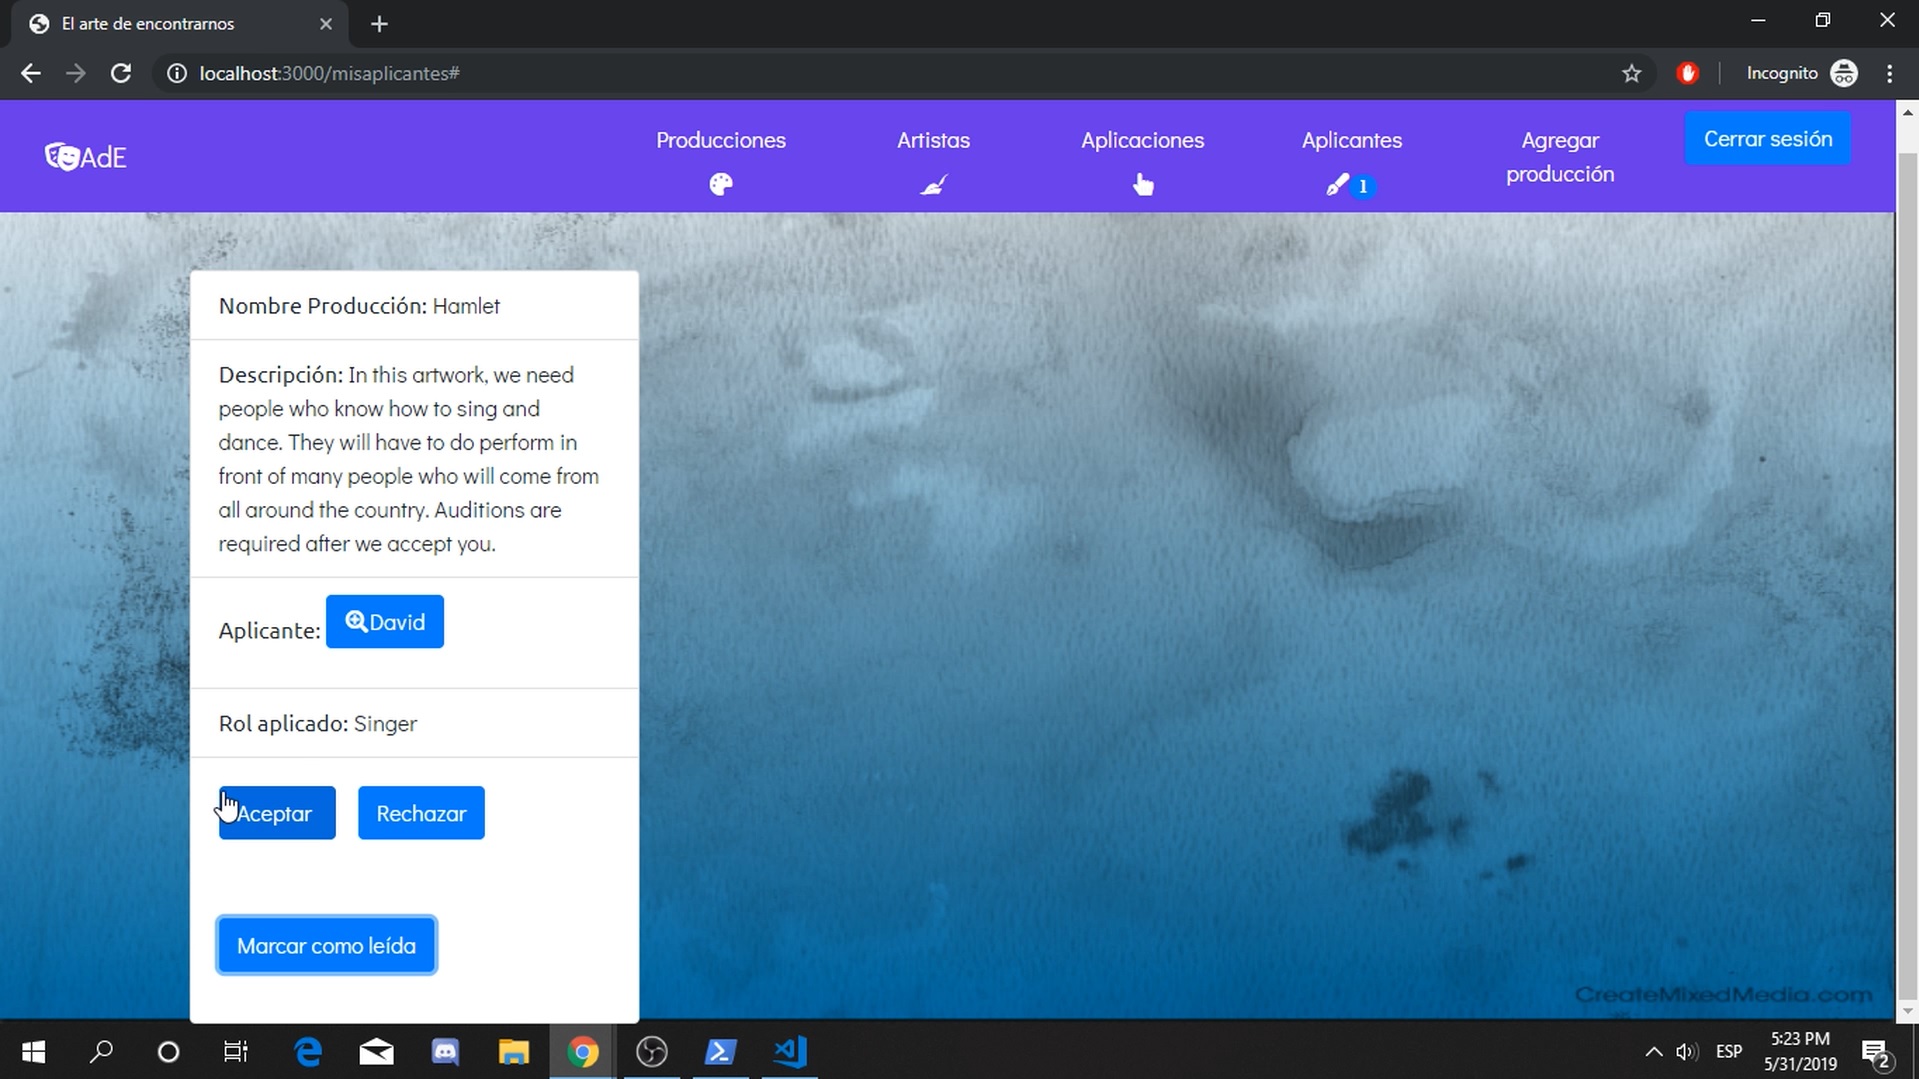 El arte de encontrarnos
localhost:3000/misaplicantes#
Incognito
AdE
Producciones
Artistas
Aplicaciones
Aplicantes
1
Agregar
producción
Cerrar sesión
Nombre Producción: Hamlet
Descripción: In this artwork, we need
people who know how to sing and
dance. They will have to do perform in
front of many people who will come from
all around the country. Auditions are
required after we accept you.
Aplicante: David
Rol aplicado: Singer
Aceptar
Rechazar
Marcar como leída
CreateMixedMedia.com
ESP
5:23 PM
5/31/2019
2